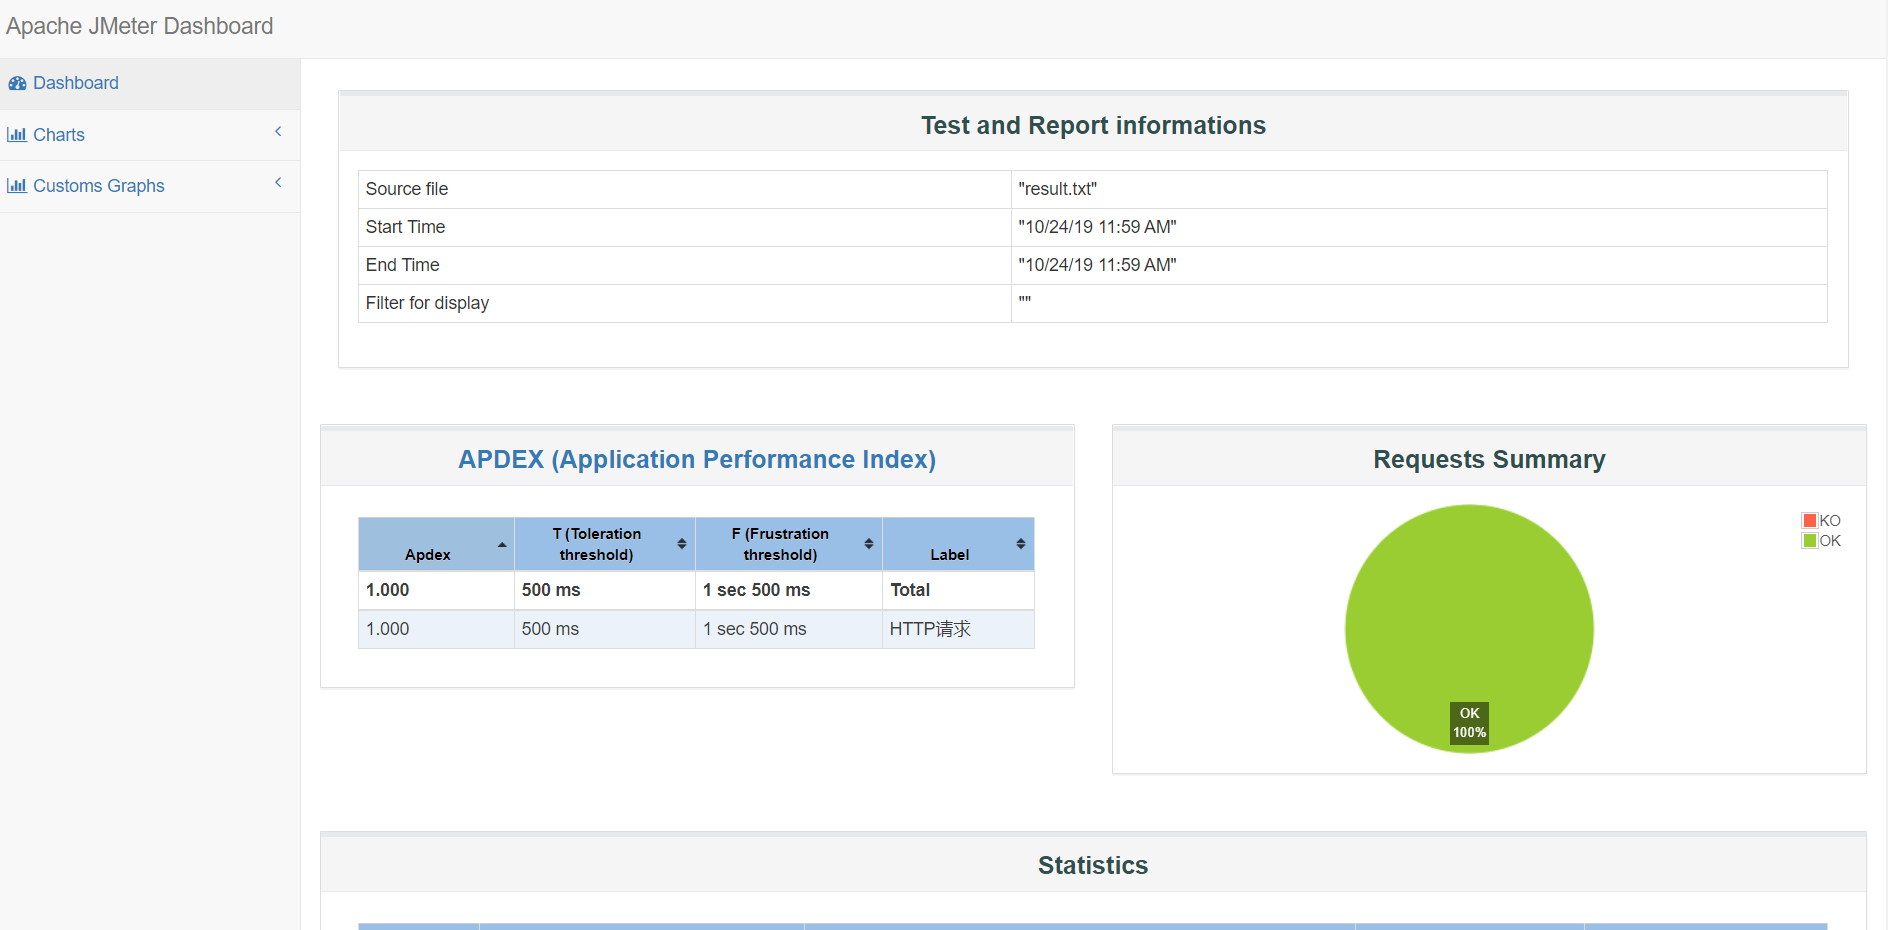 Apache JMeter Dashboard
Dashboard
Charts
Customs Graphs
Test and Report informations
Source file "result.txt"
Start Time "10/24/19 11:59 AM"
End Time "10/24/19 11:59 AM"
Filter for display ""
APDEX (Application Performance Index)
Apdex T (Toleration threshold) F (Frustration threshold) Label
1.000 500 ms 1 sec 500 ms Total
1.000 500 ms 1 sec 500 ms HTTP请求
Requests Summary
KO
OK
OK
100%
Statistics